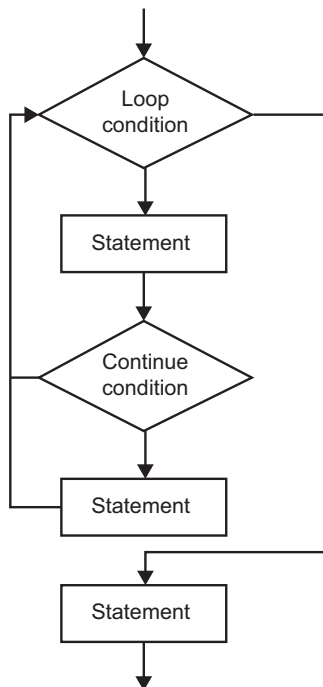 Loop
condition
Statement
Continue
condition
Statement
Statement